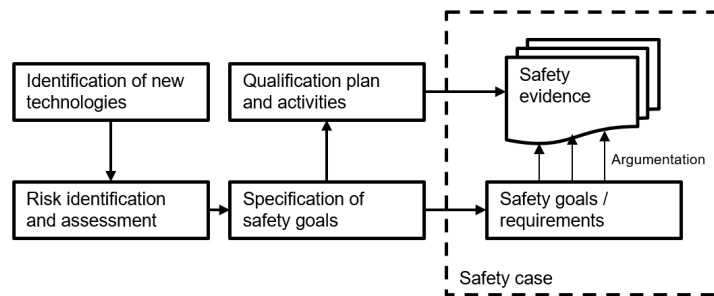 Identification of new
technologies
Qualification plan
and activities
Safety
evidence
Argumentation
Risk identification
and assessment
Specification of
safety goals
Safety goals /
requirements
Safety case